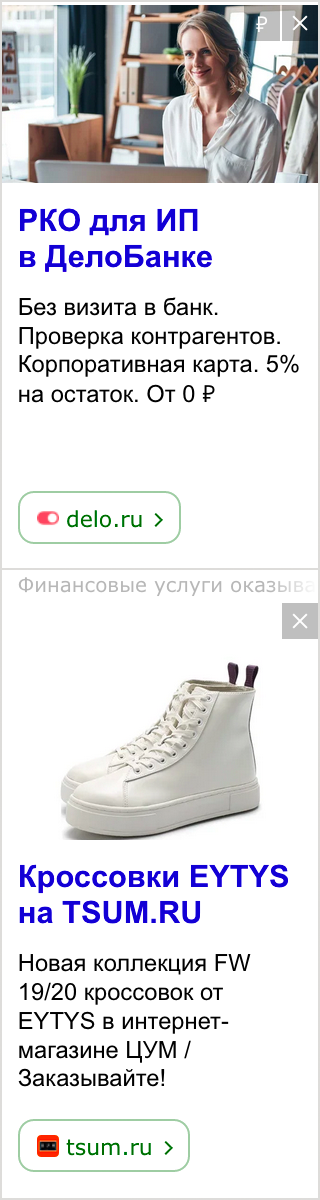 ₽
РКО для ИП
в ДелоБанке
Без визита в банк.
Проверка контрагентов.
Корпоративная карта. 5%
на остаток. От 0 ₽
delo.ru
Финансовые услуги оказыва
Кроссовки EYTYS
на TSUM.RU
Новая коллекция FW
19/20 кроссовок от
EYTYS в интернет-
магазине ЦУМ /
Заказывайте!
tsum.ru